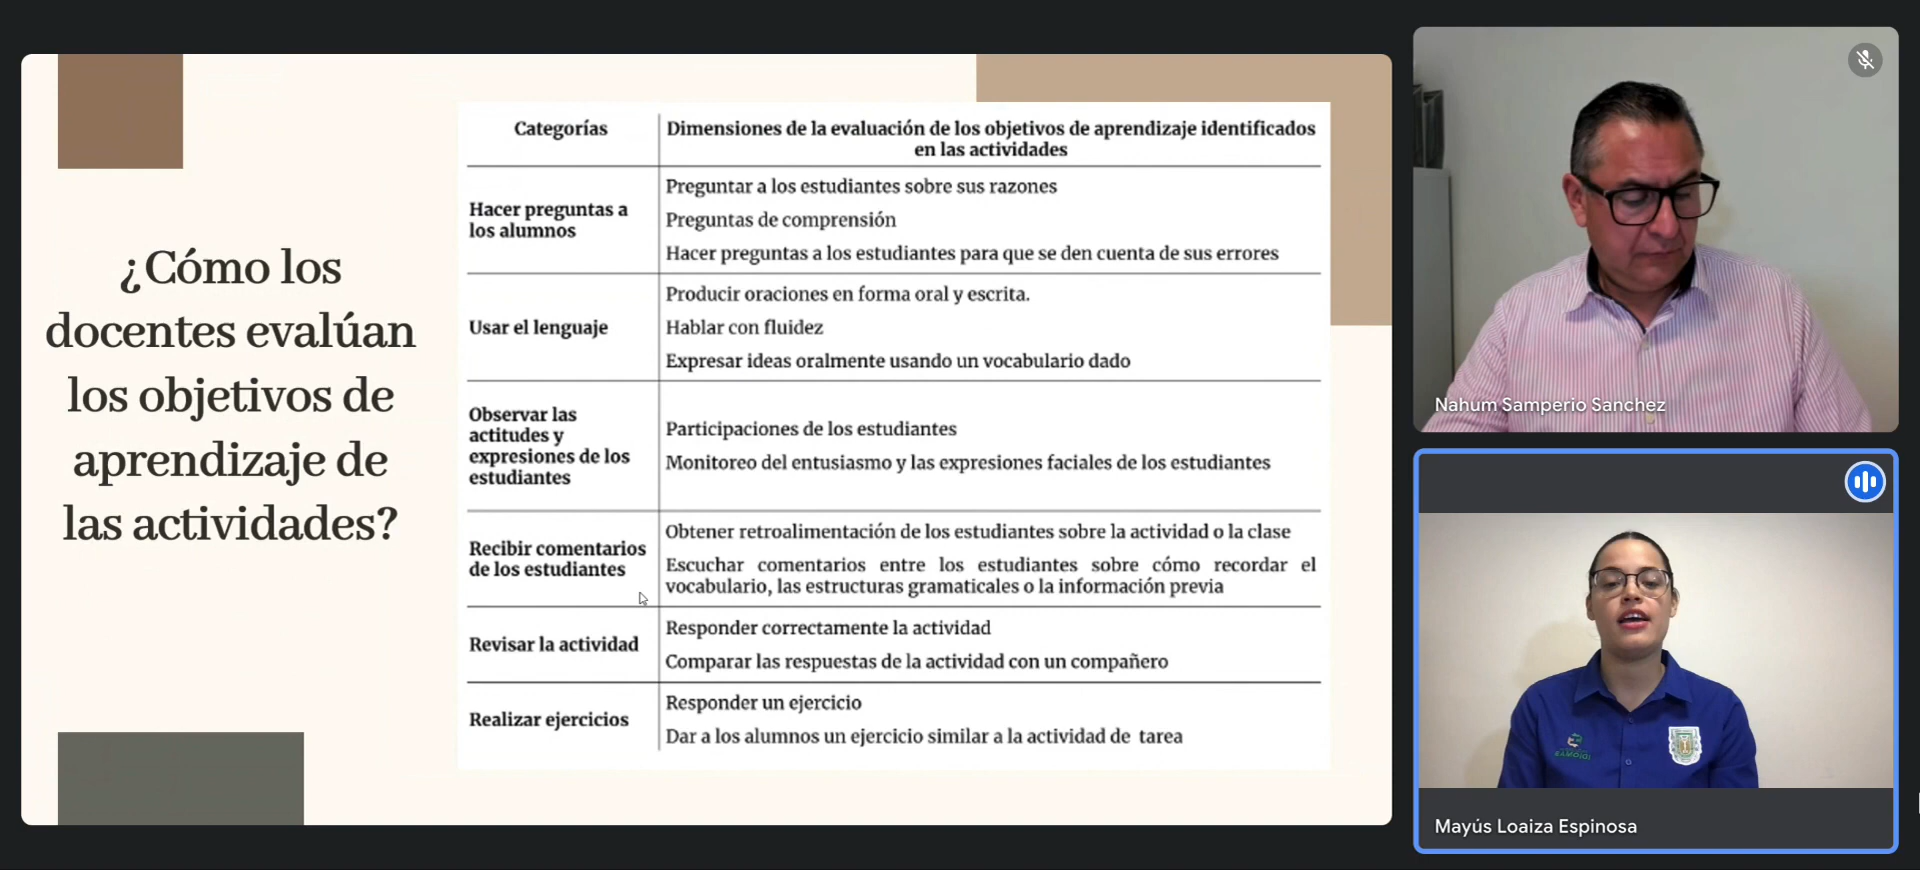 ¿Cómo los
docentes evalúan
los objetivos de
aprendizaje de
las actividades?
Categorías
Dimensiones de la evaluación de los objetivos de aprendizaje identificados
en las actividades
Hacer preguntas a
los alumnos
Preguntar a los estudiantes sobre sus razones
Preguntas de comprensión
Hacer preguntas a los estudiantes para que se den cuenta de sus errores
Usar el lenguaje
Producir oraciones en forma oral y escrita.
Hablar con fluidez
Expresar ideas oralmente usando un vocabulario dado
Observar las
actitudes y
expresiones de los
estudiantes
Participaciones de los estudiantes
Monitoreo del entusiasmo y las expresiones faciales de los estudiantes
Recibir comentarios
de los estudiantes
Obtener retroalimentación de los estudiantes sobre la actividad o la clase
Escuchar comentarios entre los estudiantes sobre cómo recordar el
vocabulario, las estructuras gramaticales o la información previa
Revisar la actividad
Responder correctamente la actividad
Comparar las respuestas de la actividad con un compañero
Realizar ejercicios
Responder un ejercicio
Dar a los alumnos un ejercicio similar a la actividad de tarea
Nahum Samperio Sanchez
Mayús Loaiza Espinosa